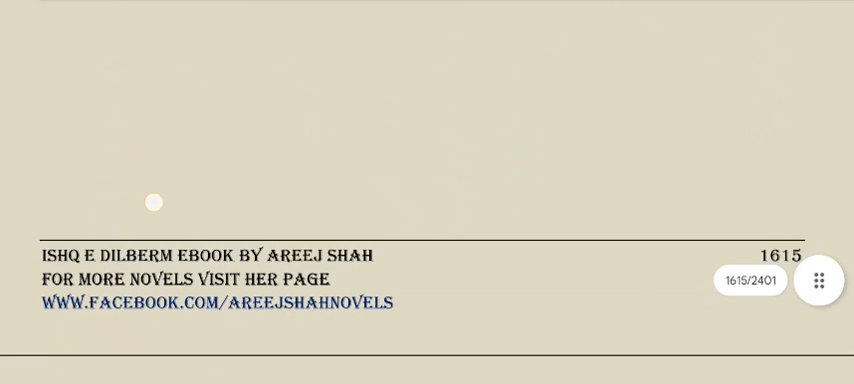 ISHQ E DILBERM EBOOK BY AREEJ SHAH
1615
FOR MORE NOVELS VISIT HER PAGE
1615/2401
WWW.FACEBOOK.COM/AREEJSHAHNOVELS